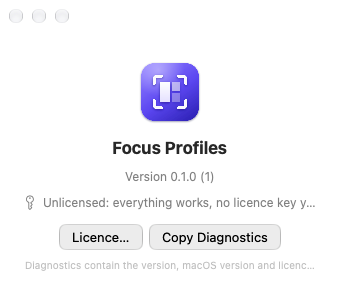 Focus Profiles
Version 0.1.0 (1)
Unlicensed: everything works, no licence key y...
Licence...
Copy Diagnostics
Diagnostics contain the version, macOS version and licenc...